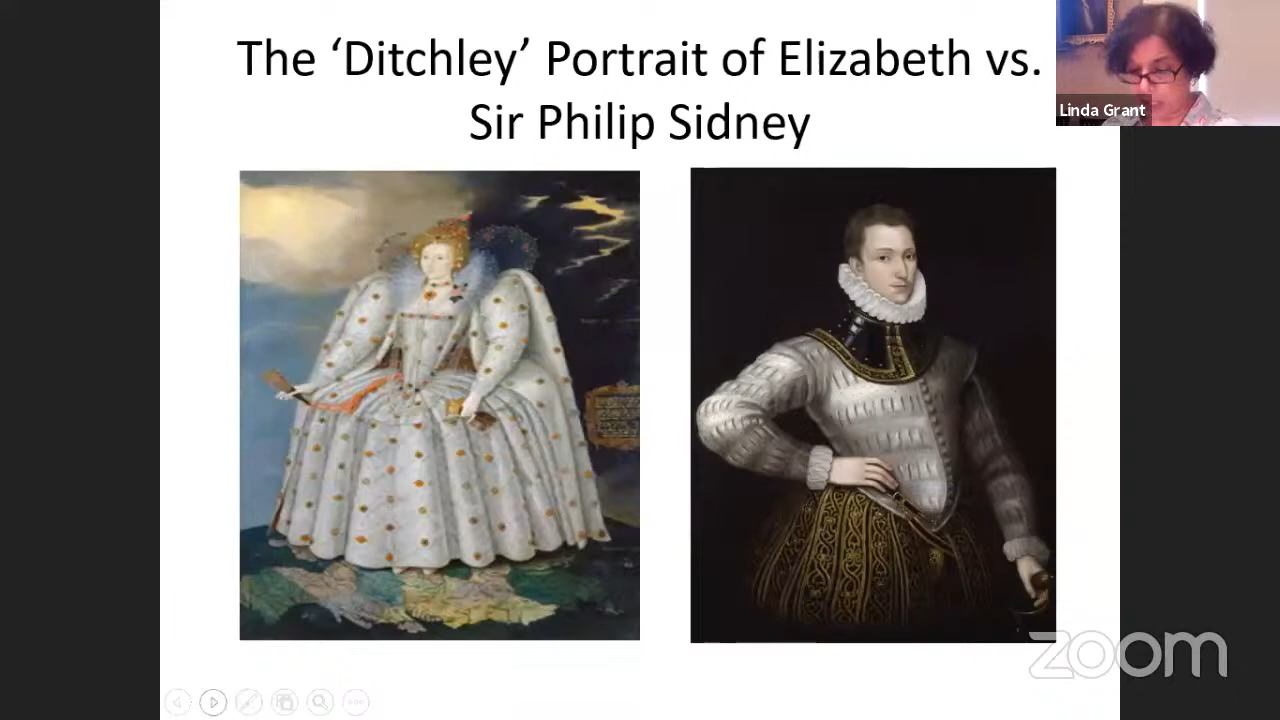 The ‘Ditchley’ Portrait of Elizabeth vs.
Sir Philip Sidney
Linda Grant
zoom